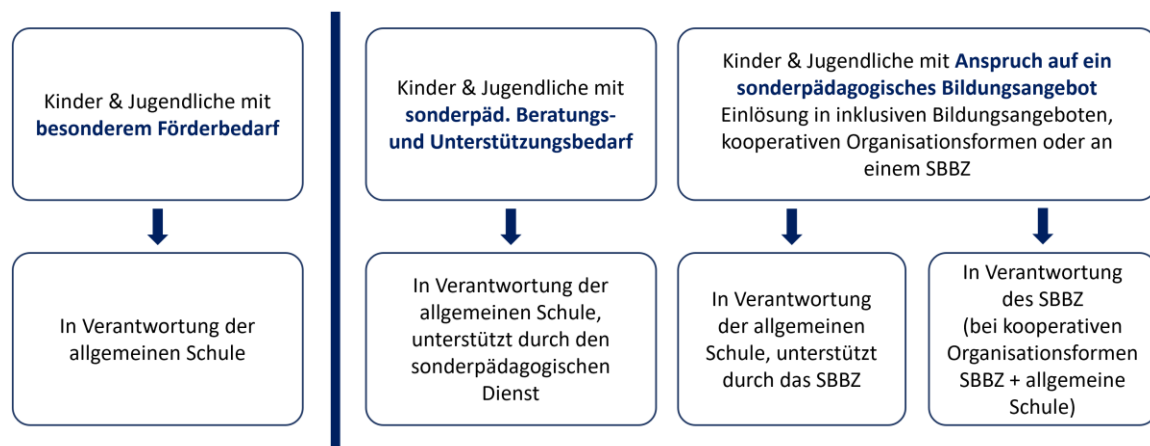 Kinder & Jugendliche mit
besonderem Förderbedarf
Kinder & Jugendliche mit
sonderpäd. Beratungs-
und Unterstützungsbedarf
Kinder & Jugendliche mit Anspruch auf ein
sonderpädagogisches Bildungsangebot
Einlösung in inklusiven Bildungsangeboten,
kooperativen Organisationsformen oder an
einem SBBZ
In Verantwortung der
allgemeinen Schule
In Verantwortung der
allgemeinen Schule,
unterstützt durch den
sonderpädagogischen
Dienst
In Verantwortung
der allgemeinen
Schule, unterstützt
durch das SBBZ
In Verantwortung
des SBBZ
(bei kooperativen
Organisationsformen
SBBZ + allgemeine
Schule)